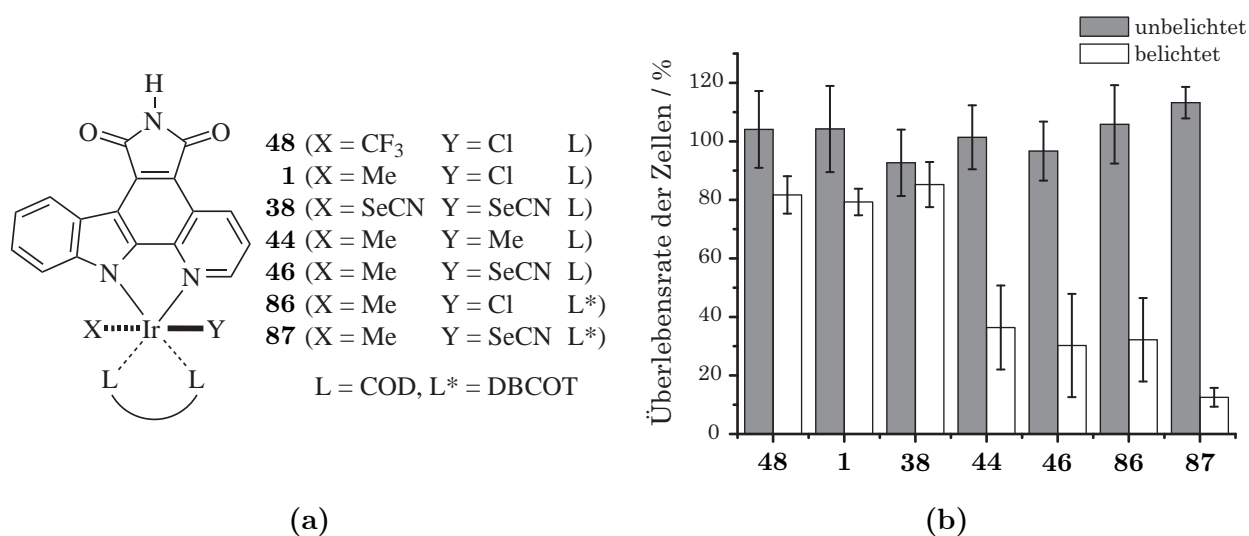 H
N
O
O
N
N
X
Ir
Y
L
L
48 (X = CF₃ Y = Cl L)
1 (X = Me Y = Cl L)
38 (X = SeCN Y = SeCN L)
44 (X = Me Y = Me L)
46 (X = Me Y = SeCN L)
86 (X = Me Y = Cl L*)
87 (X = Me Y = SeCN L*)
L = COD, L* = DBCOT
(a)
unbelichtet
belichtet
Überlebensrate der Zellen / %
120
100
80
60
40
20
0
48 1 38 44 46 86 87
(b)